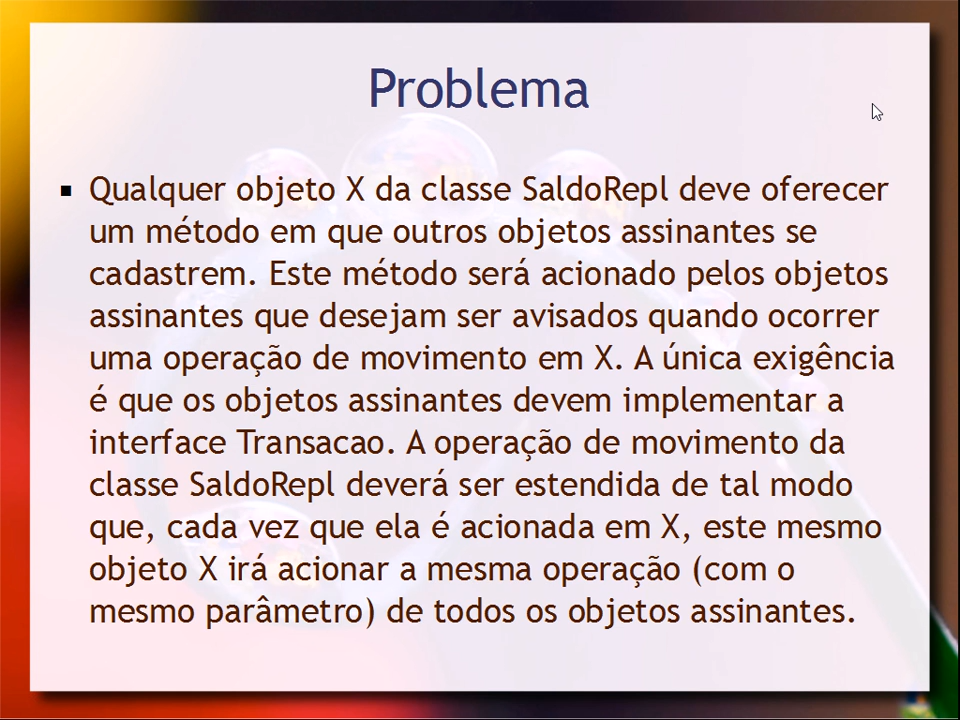 Problema
Qualquer objeto X da classe SaldoRepl deve oferecer
um método em que outros objetos assinantes se
cadastrem. Este método será acionado pelos objetos
assinantes que desejam ser avisados quando ocorrer
uma operação de movimento em X. A única exigência
é que os objetos assinantes devem implementar a
interface Transacao. A operação de movimento da
classe SaldoRepl deverá ser estendida de tal modo
que, cada vez que ela é acionada em X, este mesmo
objeto X irá acionar a mesma operação (com o
mesmo parâmetro) de todos os objetos assinantes.